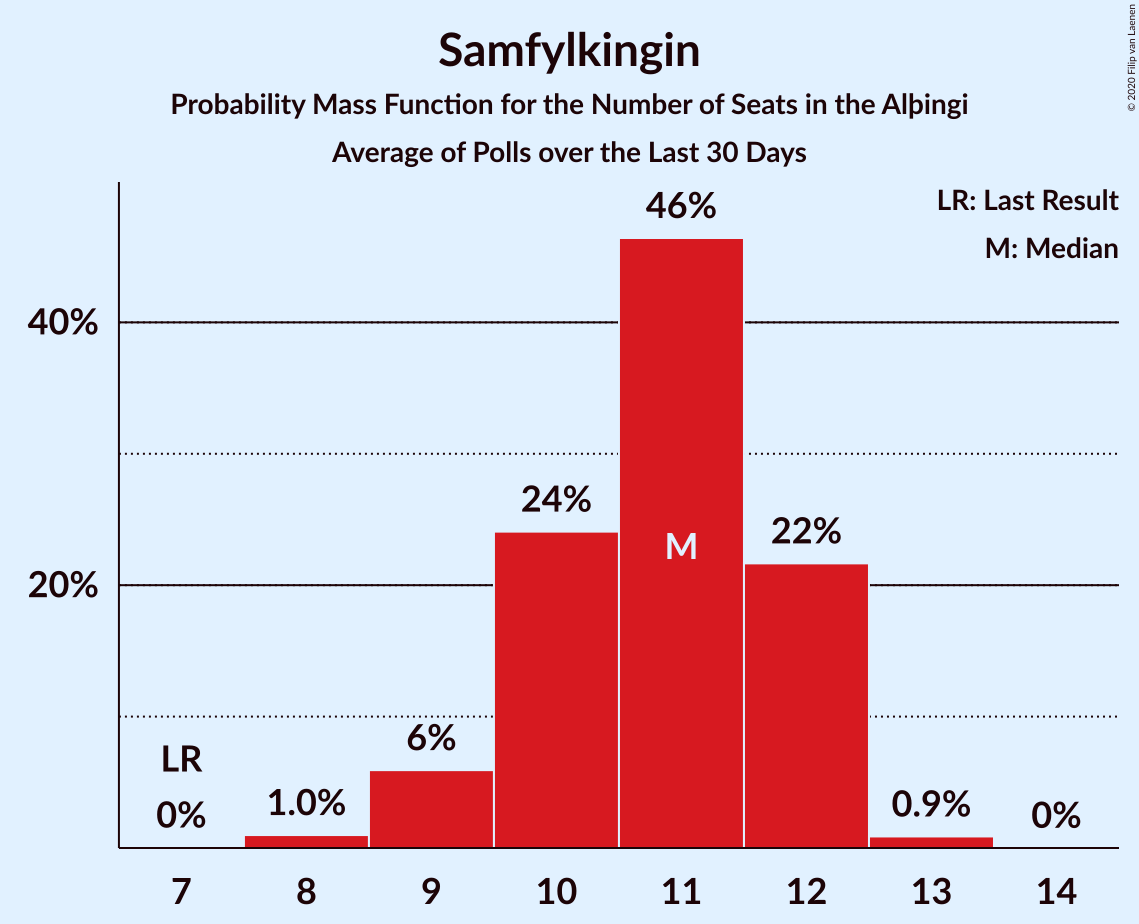 Samfylkingin
Probability Mass Function for the Number of Seats in the Alþingi
Average of Polls over the Last 30 Days
© 2020 Filip van Laenen
LR: Last Result
M: Median
46%
40%
24%
M
22%
20%
6%
LR
0%
1.0%
0.9%
0%
7 8 9 10 11 12 13 14